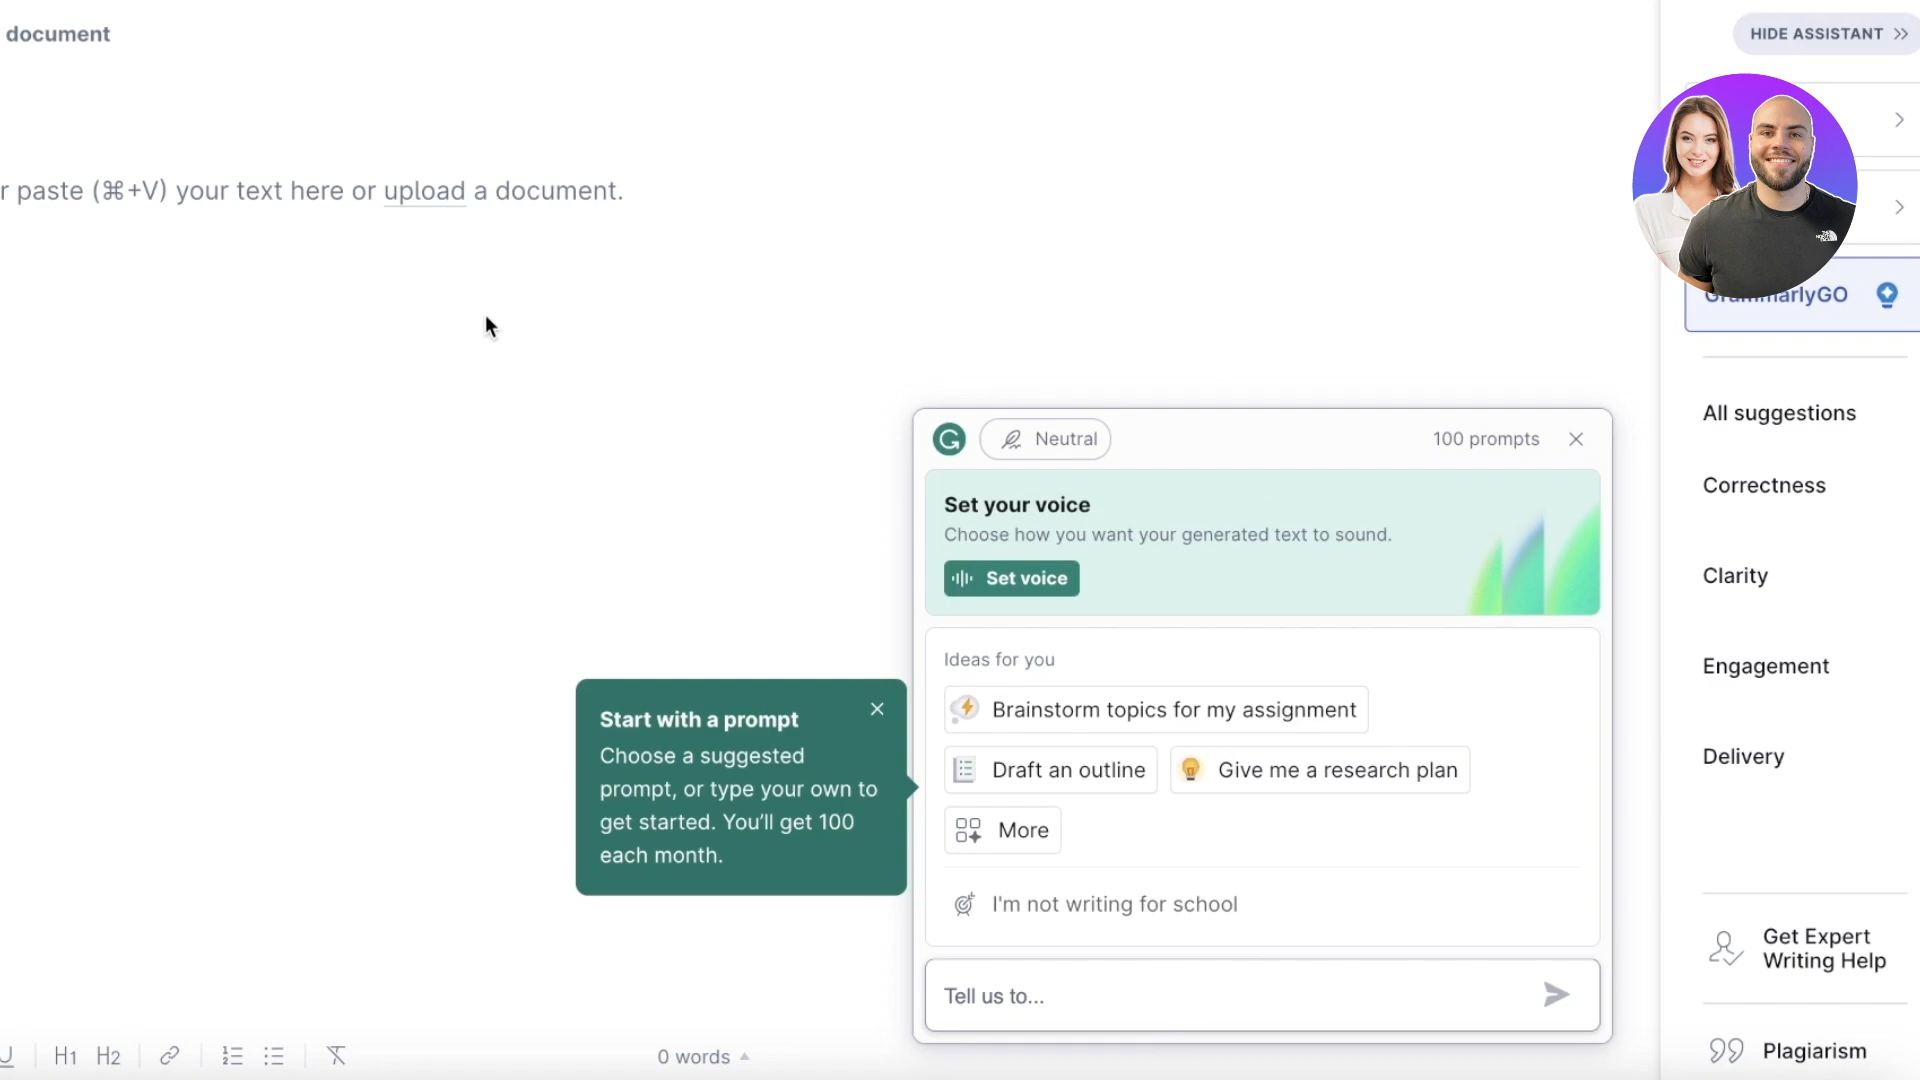 document
HIDE ASSISTANT
r paste (⌘+V) your text here or upload a document.
THE NORTH FACE
GrammarlyGO
Neutral
100 prompts
Set your voice
Choose how you want your generated text to sound.
Set voice
Ideas for you
Brainstorm topics for my assignment
Draft an outline
Give me a research plan
More
I'm not writing for school
Tell us to...
Start with a prompt
Choose a suggested
prompt, or type your own to
get started. You’ll get 100
each month.
All suggestions
Correctness
Clarity
Engagement
Delivery
Get Expert
Writing Help
Plagiarism
U
H1 H2
0 words